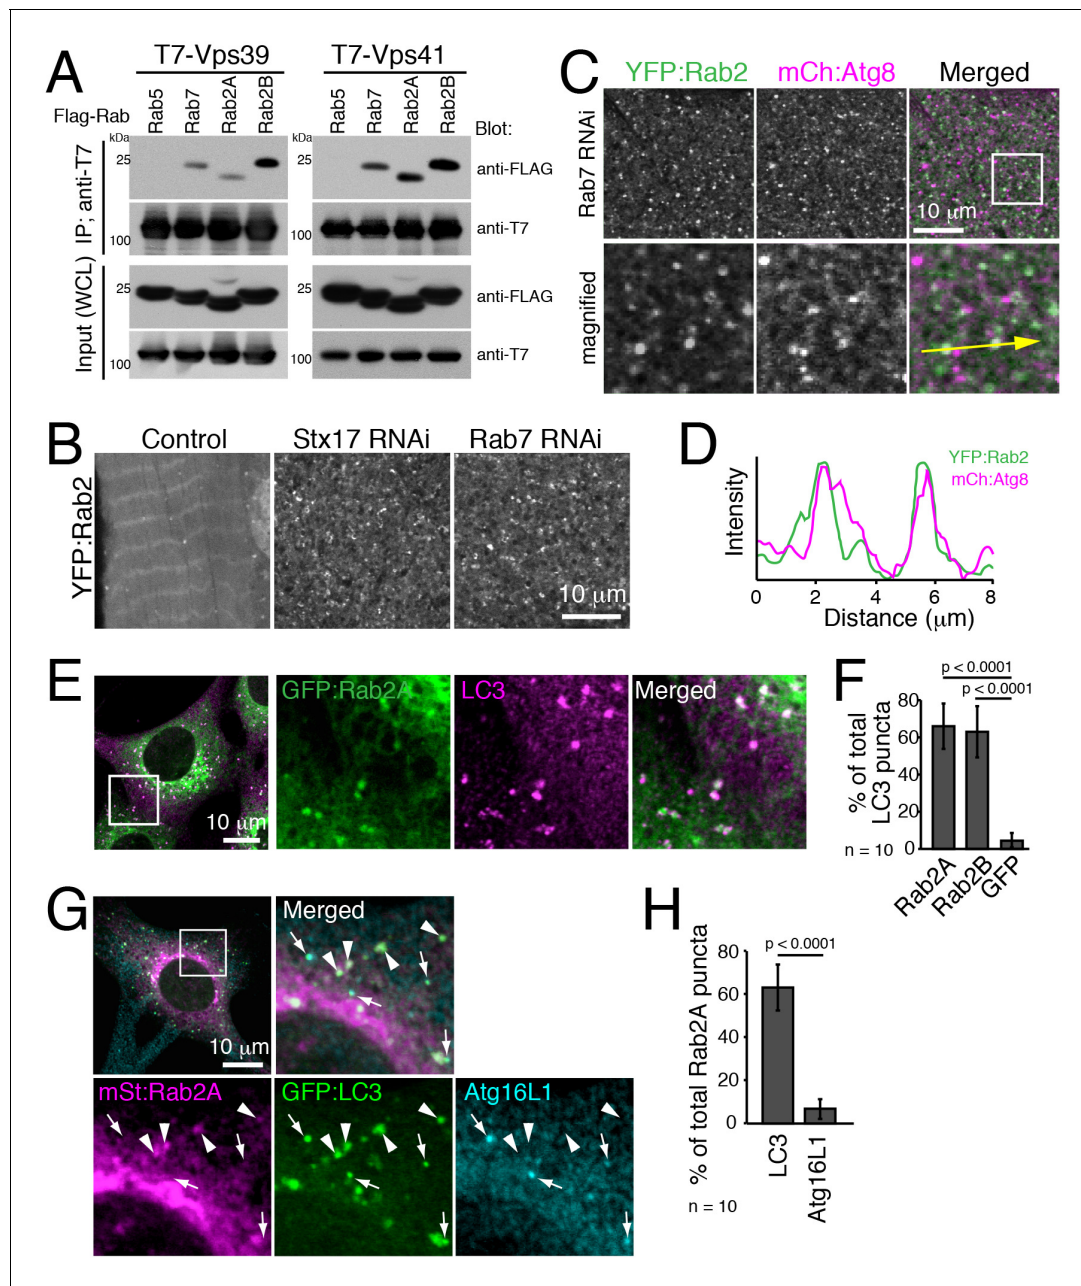 A
T7-Vps39
T7-Vps41
Flag-Rab
Rab5
Rab7
Rab2A
Rab2B
Rab5
Rab7
Rab2A
Rab2B
Blot:
kDa
kDa
IP; anti-T7
25
25
anti-FLAG
100
100
anti-T7
Input (WCL)
25
25
anti-FLAG
100
100
anti-T7
B
Control
Stx17 RNAi
Rab7 RNAi
YFP:Rab2
10 μm
C
YFP:Rab2
mCh:Atg8
Merged
Rab7 RNAi
10 μm
magnified
D
YFP:Rab2
mCh:Atg8
Intensity
0 2 4 6 8
Distance (μm)
E
GFP:Rab2A
LC3
Merged
10 μm
F
p < 0.0001
p < 0.0001
% of total
LC3 puncta
80
60
40
20
0
n = 10
Rab2A
Rab2B
GFP
G
Merged
10 μm
mSt:Rab2A
GFP:LC3
Atg16L1
H
p < 0.0001
% of total Rab2A puncta
80
60
40
20
0
LC3
Atg16L1
n = 10